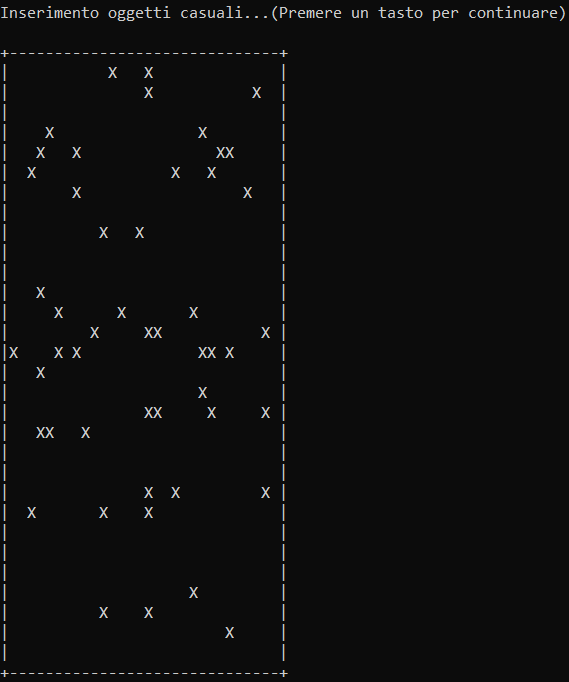 Inserimento oggetti casuali...(Premere un tasto per continuare)

+------------------------------+
|           X   X              |
|               X           X  |
|                              |
|    X                X        |
|   X   X               XX     |
|  X               X   X       |
|       X                  X   |
|                              |
|          X   X               |
|                              |
|                              |
|   X                          |
|     X      X       X         |
|         X     XX           X |
|X    X X             XX X     |
|   X                          |
|                     X        |
|               XX     X     X |
|   XX   X                     |
|                              |
|                              |
|               X  X         X |
|  X       X    X              |
|                              |
|                              |
|                              |
|                    X         |
|          X    X              |
|                        X     |
|                              |
+------------------------------+